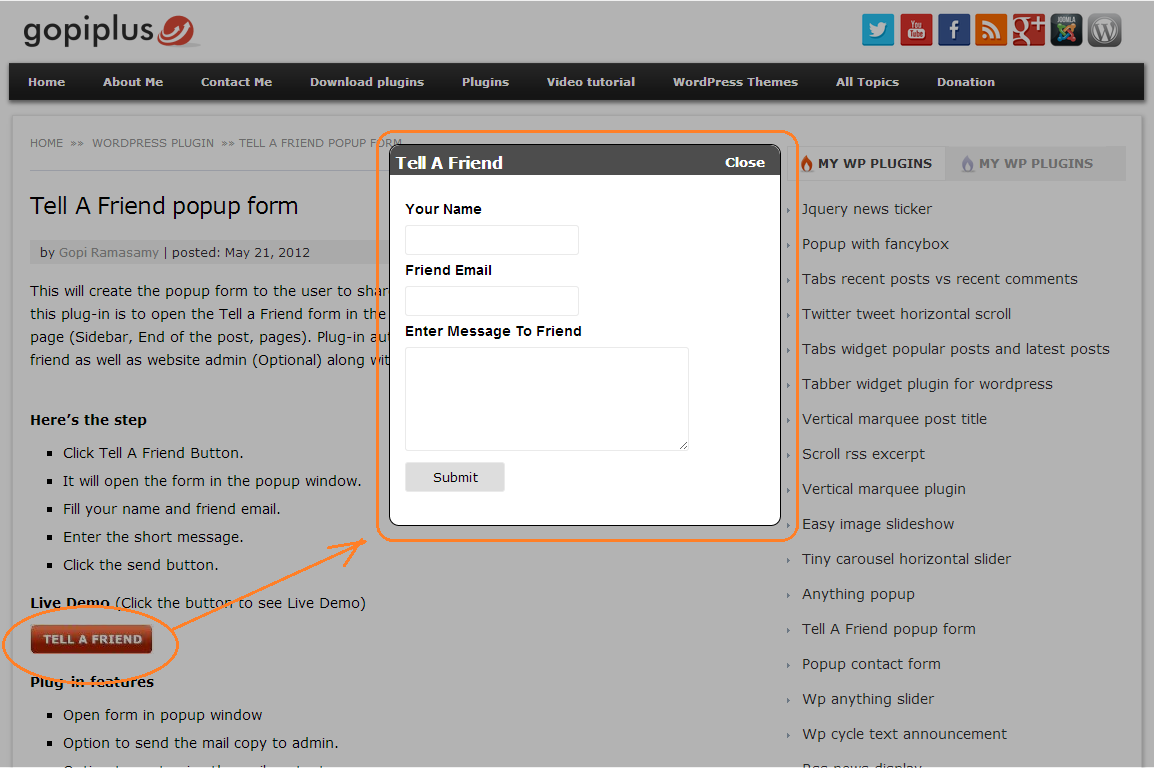 gopiplus
You
Tube
JOOMLA
Home About Me Contact Me Download plugins Plugins Video tutorial WordPress Themes All Topics Donation
HOME »» WORDPRESS PLUGIN »» TELL A FRIEND POPUP FORM
Tell A Friend popup form
by Gopi Ramasamy | posted: May 21, 2012
This will create the popup form to the user to shar
this plug-in is to open the Tell a Friend form in the
page (Sidebar, End of the post, pages). Plug-in au
friend as well as website admin (Optional) along wit
Here's the step
Click Tell A Friend Button.
It will open the form in the popup window.
Fill your name and friend email.
Enter the short message.
Click the send button.
Live Demo (Click the button to see Live Demo)
TELL A FRIEND
Plug-in features
Open form in popup window
Option to send the mail copy to admin.
Tell A Friend Close
Your Name
Friend Email
Enter Message To Friend
Submit
MY WP PLUGINS MY WP PLUGINS
Jquery news ticker
Popup with fancybox
Tabs recent posts vs recent comments
Twitter tweet horizontal scroll
Tabs widget popular posts and latest posts
Tabber widget plugin for wordpress
Vertical marquee post title
Scroll rss excerpt
Vertical marquee plugin
Easy image slideshow
Tiny carousel horizontal slider
Anything popup
Tell A Friend popup form
Popup contact form
Wp anything slider
Wp cycle text announcement
Rss news display